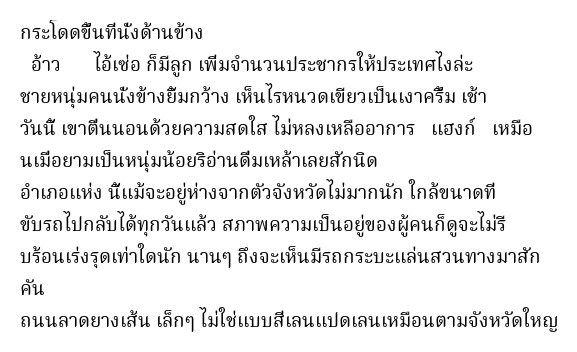 กระโดดขึ้นที่นั่งด้านข้าง
อ้าว ไอ้เซ่อ ก็มีลูก เพิ่มจำนวนประชากรให้ประเทศไงล่ะ
ชายหนุ่มคนนั่งข้างยิ้มกว้าง เห็นไรหนวดเขียวเป็นเงาครึ้ม เช้า
วันนี้ เขาตื่นนอนด้วยความสดใส ไม่หลงเหลืออาการ แฮงก์ เหมือ
นเมื่อยามเป็นหนุ่มน้อยริอ่านดื่มเหล้าเลยสักนิด
อำเภอแห่ง นี้แม้จะอยู่ห่างจากตัวจังหวัดไม่มากนัก ใกล้ขนาดที่
ขับรถไปกลับได้ทุกวันแล้ว สภาพความเป็นอยู่ของผู้คนก็ดูจะไม่รี
บร้อนเร่งรุดเท่าใดนัก นานๆ ถึงจะเห็นมีรถกระบะแล่นสวนทางมาสัก
คัน
ถนนลาดยางเส้น เล็กๆ ไม่ใช่แบบสี่เลนแปดเลนเหมือนตามจังหวัดใหญ่